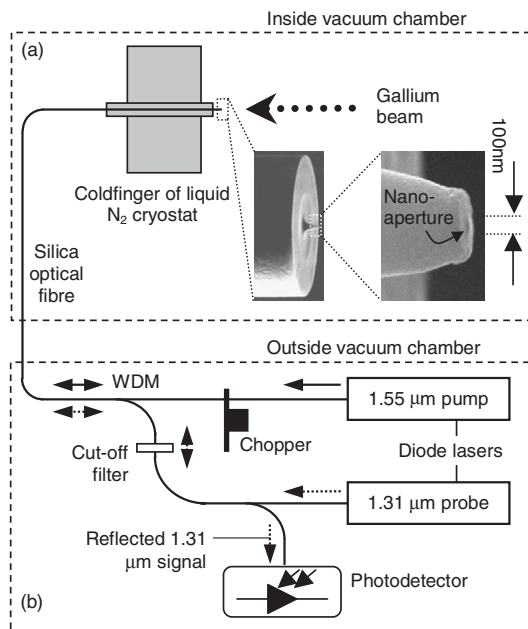 Inside vacuum chamber
(a)
Gallium
beam
100nm
Coldfinger of liquid
N₂ cryostat
Nano-
aperture
Silica
optical
fibre
Outside vacuum chamber
WDM
1.55 µm pump
Chopper
Cut-off
filter
Diode lasers
1.31 µm probe
Reflected 1.31
µm signal
Photodetector
(b)